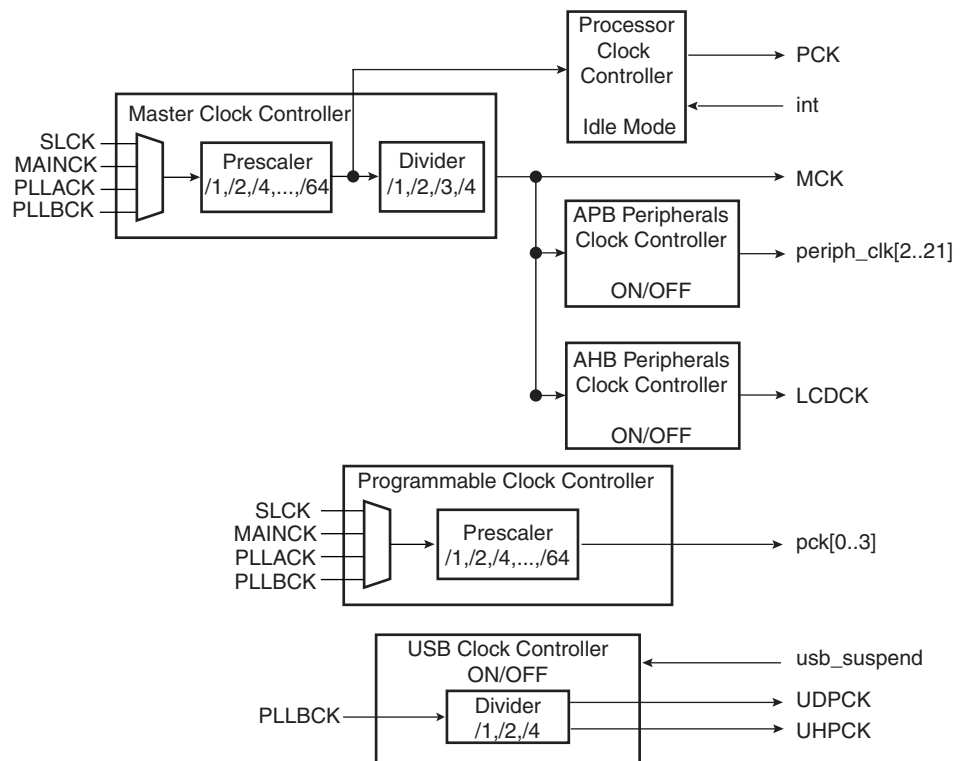 Processor
Clock
Controller
Idle Mode
PCK
int
Master Clock Controller
SLCK
MAINCK
PLLACK
PLLBCK
Prescaler
/1,/2,/4,...,/64
Divider
/1,/2,/3,/4
MCK
APB Peripherals
Clock Controller
ON/OFF
periph_clk[2..21]
AHB Peripherals
Clock Controller
ON/OFF
LCDCK
Programmable Clock Controller
SLCK
MAINCK
PLLACK
PLLBCK
Prescaler
/1,/2,/4,...,/64
pck[0..3]
USB Clock Controller
ON/OFF
usb_suspend
PLLBCK
Divider
/1,/2,/4
UDPCK
UHPCK